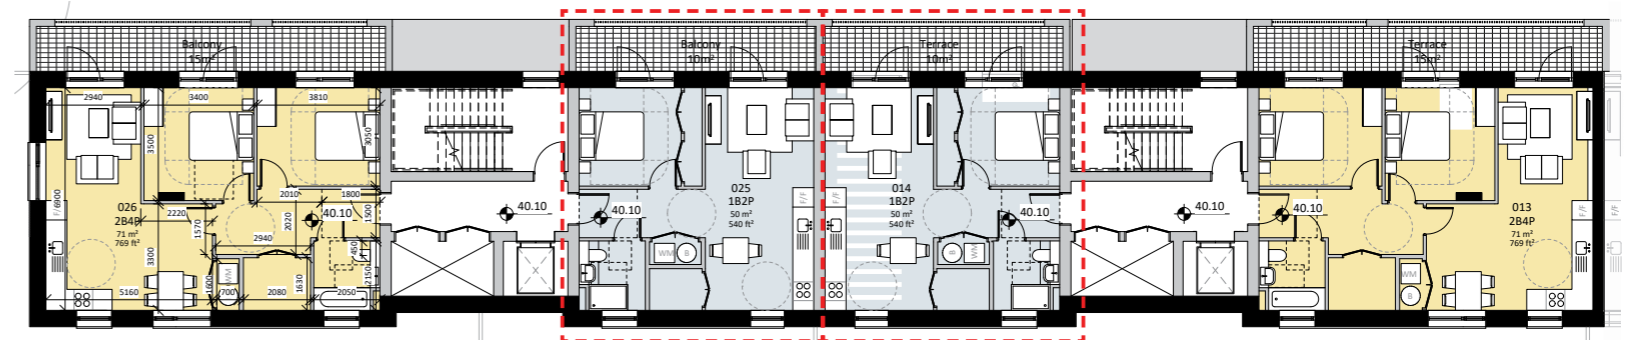 Balcony
15m²
Balcony
10m²
Terrace
10m²
Terrace
15m²
2940
3400
3810
3500
3050
6900
F/F
026
2B4P
71 m²
769 ft²
2220
1570
2010
1800
2020
1500
40.10
2940
450
3300
5160
1600
WM
700
2080
1630
2050
2150
40.10
X
40.10
025
1B2P
50 m²
540 ft²
F/F
WM
B
014
1B2P
50 m²
540 ft²
F/F
40.10
B
WM
40.10
X
40.10
013
2B4P
71 m²
769 ft²
F/F
WM
B